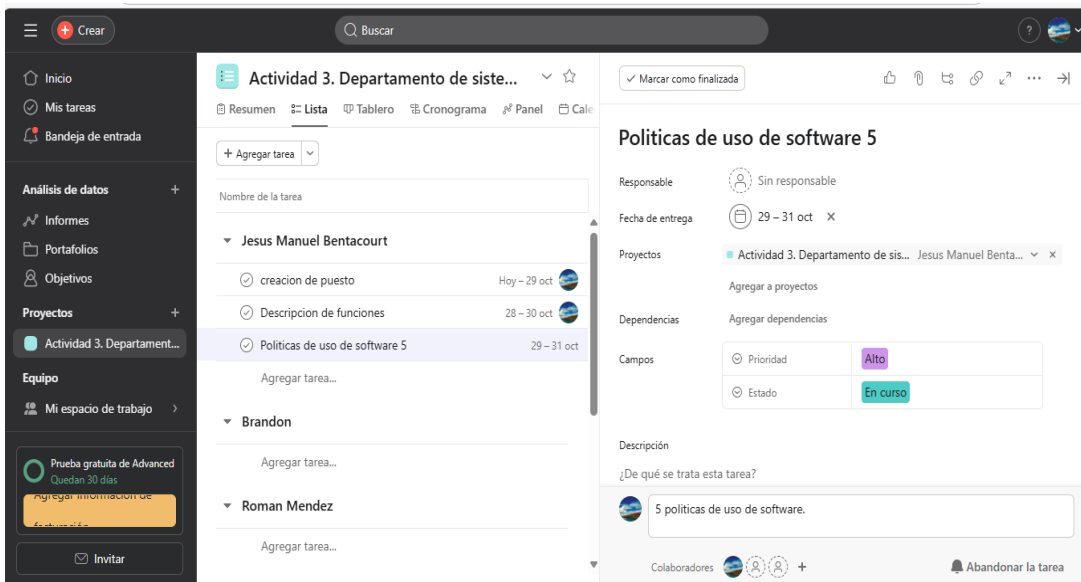 Crear
Buscar
?
Inicio
Mis tareas
Bandeja de entrada
Análisis de datos +
Informes
Portafolios
Objetivos
Proyectos +
Actividad 3. Departament...
Equipo
Mi espacio de trabajo
Prueba gratuita de Advanced
Quedan 30 días
Agregar información de
facturación
Invitar
Actividad 3. Departamento de siste...
Resumen Lista Tablero Cronograma Panel Cale
+ Agregar tarea
Nombre de la tarea
Jesus Manuel Bentacourt
creacion de puesto Hoy – 29 oct
Descripcion de funciones 28 – 30 oct
Politicas de uso de software 5 29 – 31 oct
Agregar tarea...
Brandon
Agregar tarea...
Roman Mendez
Agregar tarea...
Marcar como finalizada
Politicas de uso de software 5
Responsable Sin responsable
Fecha de entrega 29 – 31 oct
Proyectos Actividad 3. Departamento de sis... Jesus Manuel Benta...
Agregar a proyectos
Dependencias Agregar dependencias
Campos Prioridad Alto
Estado En curso
Descripción
¿De qué se trata esta tarea?
5 politicas de uso de software.
Colaboradores +
Abandonar la tarea